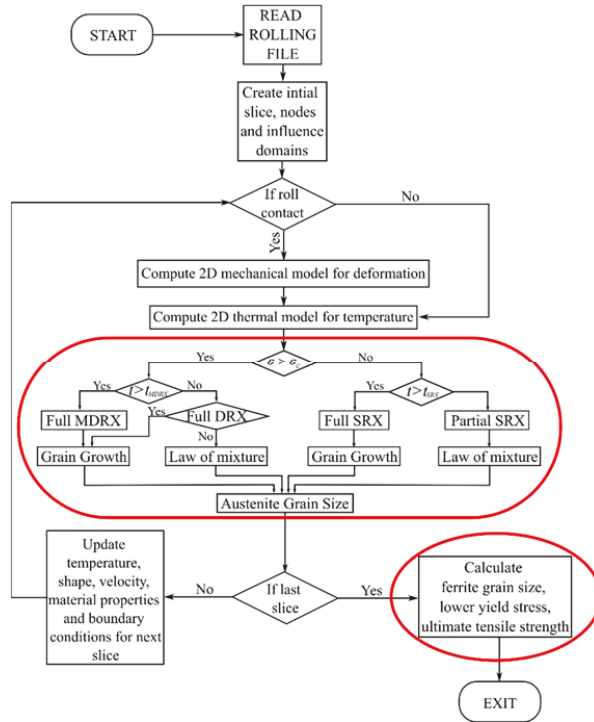 START
READ
ROLLING
FILE
Create intial
slice, nodes
and influence
domains
If roll
contact
No
Yes
Compute 2D mechanical model for deformation
Compute 2D thermal model for temperature
Yes
No
Yes
t>tMDRX
No
Yes
t>tSRX
No
Full MDRX
Yes
Full DRX
Full SRX
Partial SRX
No
Grain Growth
Law of mixture
Grain Growth
Law of mixture
Austenite Grain Size
Update
temperature,
shape, velocity,
material properties
and boundary
conditions for next
slice
No
If last
slice
Yes
Calculate
ferrite grain size,
lower yield stress,
ultimate tensile strength
EXIT